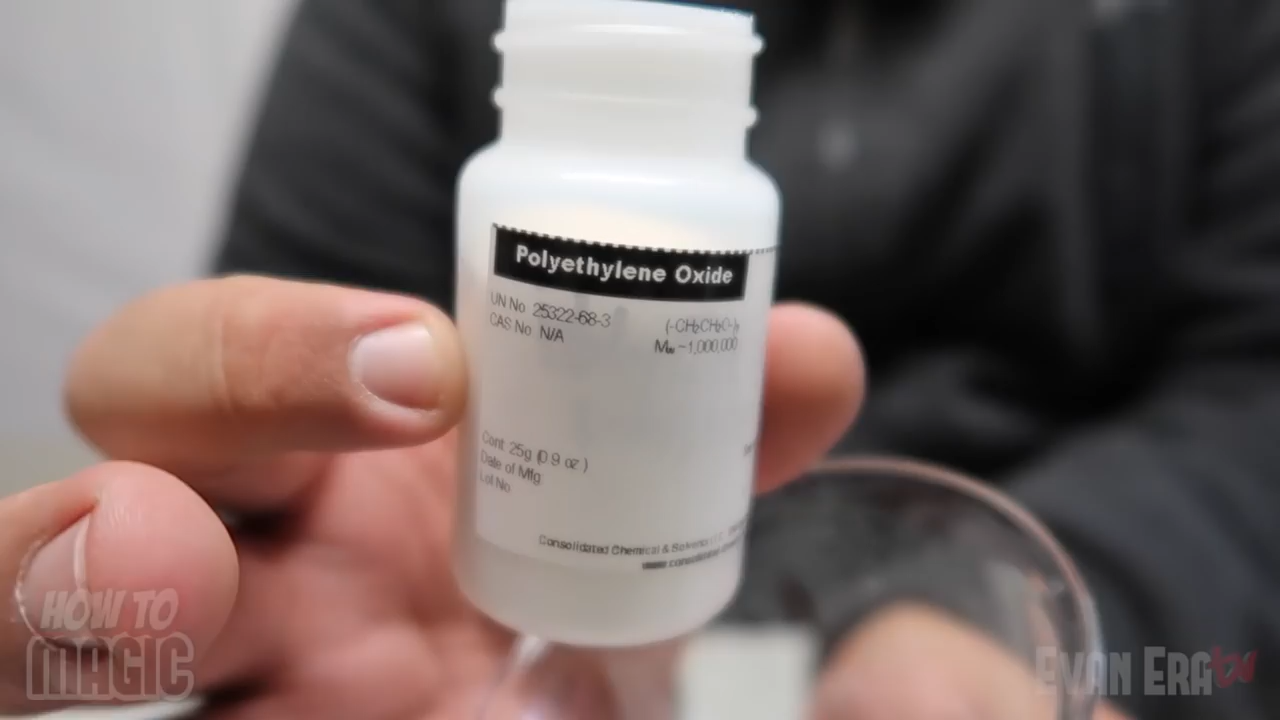 Polyethylene Oxide
UN No 25322-68-3
CAS No N/A
(-CH₂CH₂O-)ₙ
Mw ~1,000,000
Cont 25g (0.9 oz )
Date of Mfg
Lot No
Consolidated Chemical & Solvents
HOW TO
MAGIC
EVAN ERA tv